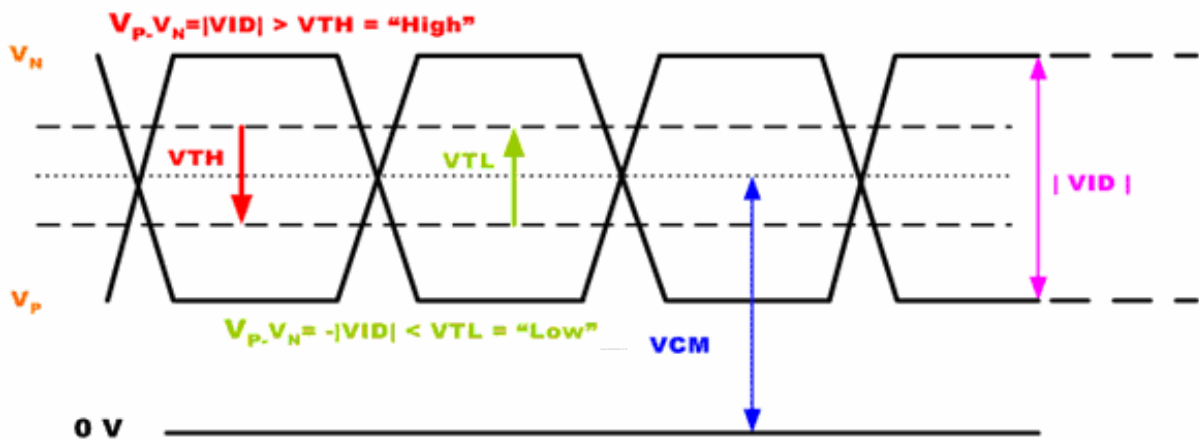 VP-VN=|VID| > VTH = “High”
VN
VTH
VTL
| VID |
VP
VP-VN= -|VID| < VTL = “Low”
VCM
0 V